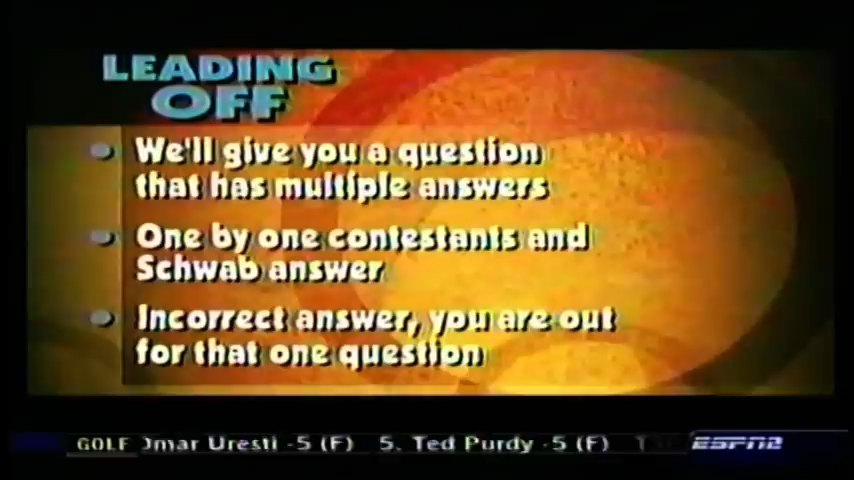 LEADING
OFF
We'll give you a question
that has multiple answers
One by one contestants and
Schwab answer
Incorrect answer, you are out
for that one question
GOLF Omar Uresti -5 (F) 5. Ted Purdy -5 (F) ESPN2